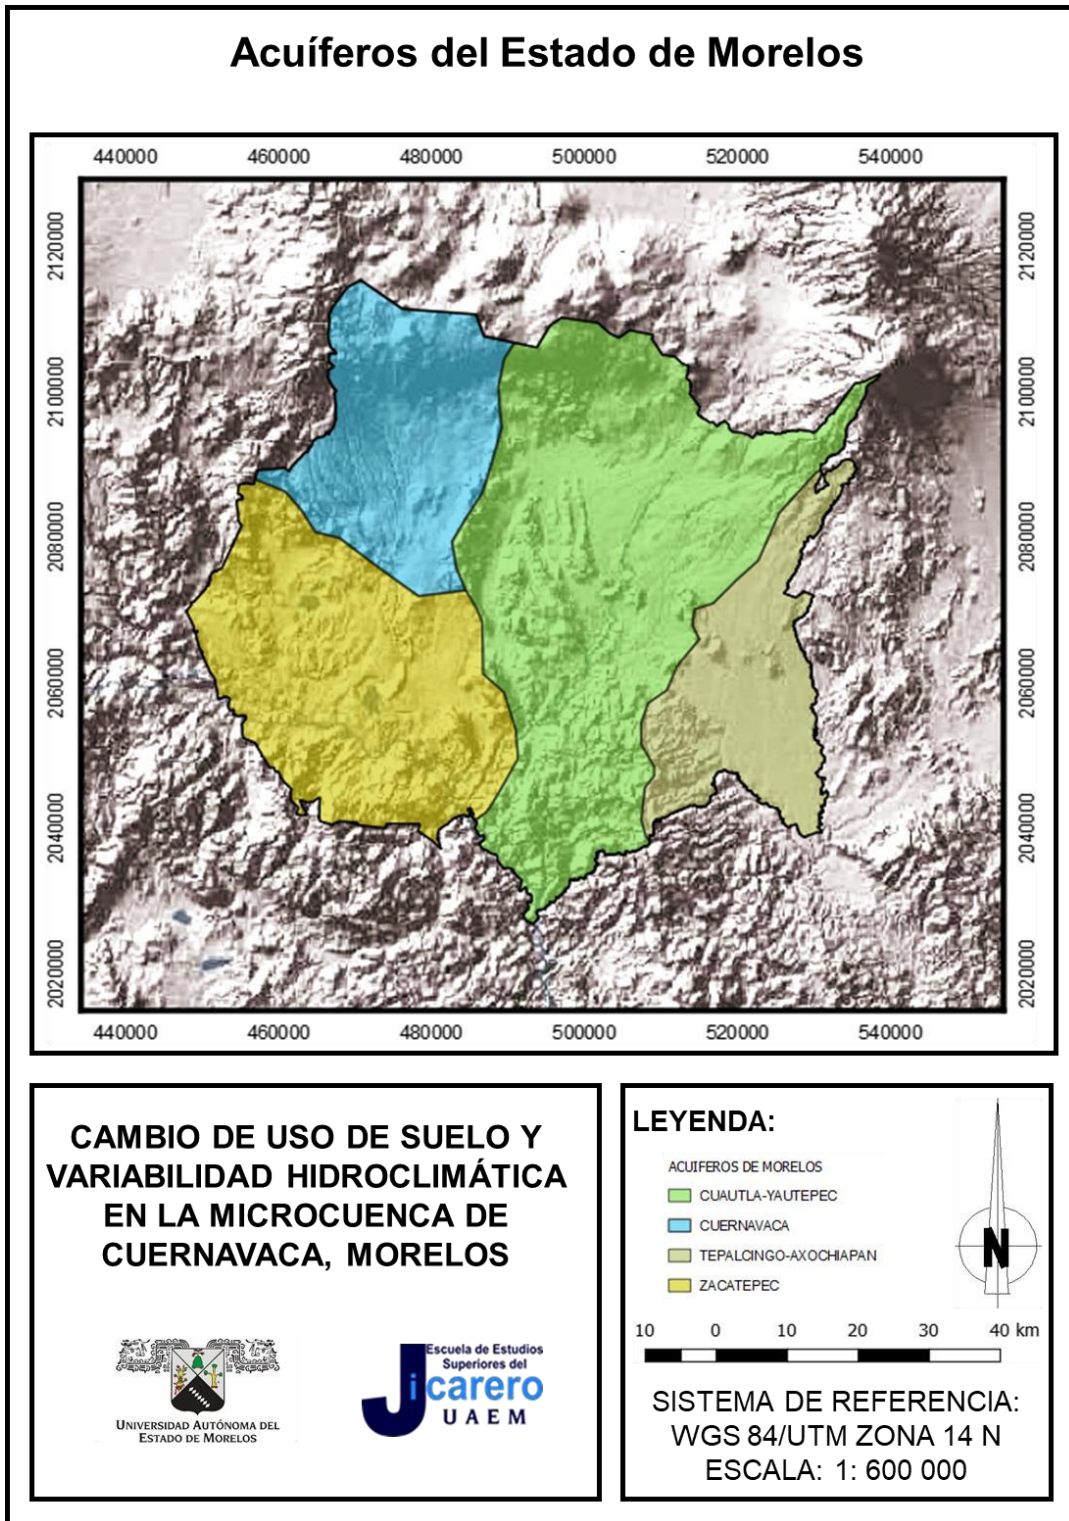 Acuíferos del Estado de Morelos
440000 460000 480000 500000 520000 540000
2120000
2100000
2080000
2060000
2040000
2020000
2120000
2100000
2080000
2060000
2040000
2020000
440000 460000 480000 500000 520000 540000
CAMBIO DE USO DE SUELO Y
VARIABILIDAD HIDROCLIMÁTICA
EN LA MICROCUENCA DE
CUERNAVACA, MORELOS
UNIVERSIDAD AUTÓNOMA DEL
ESTADO DE MORELOS
Escuela de Estudios
Superiores del
Jicarero
UAEM
LEYENDA:
ACUIFEROS DE MORELOS
CUAUTLA-YAUTEPEC
CUERNAVACA
TEPALCINGO-AXOCHIAPAN
ZACATEPEC
N
10 0 10 20 30 40 km
SISTEMA DE REFERENCIA:
WGS 84/UTM ZONA 14 N
ESCALA: 1: 600 000